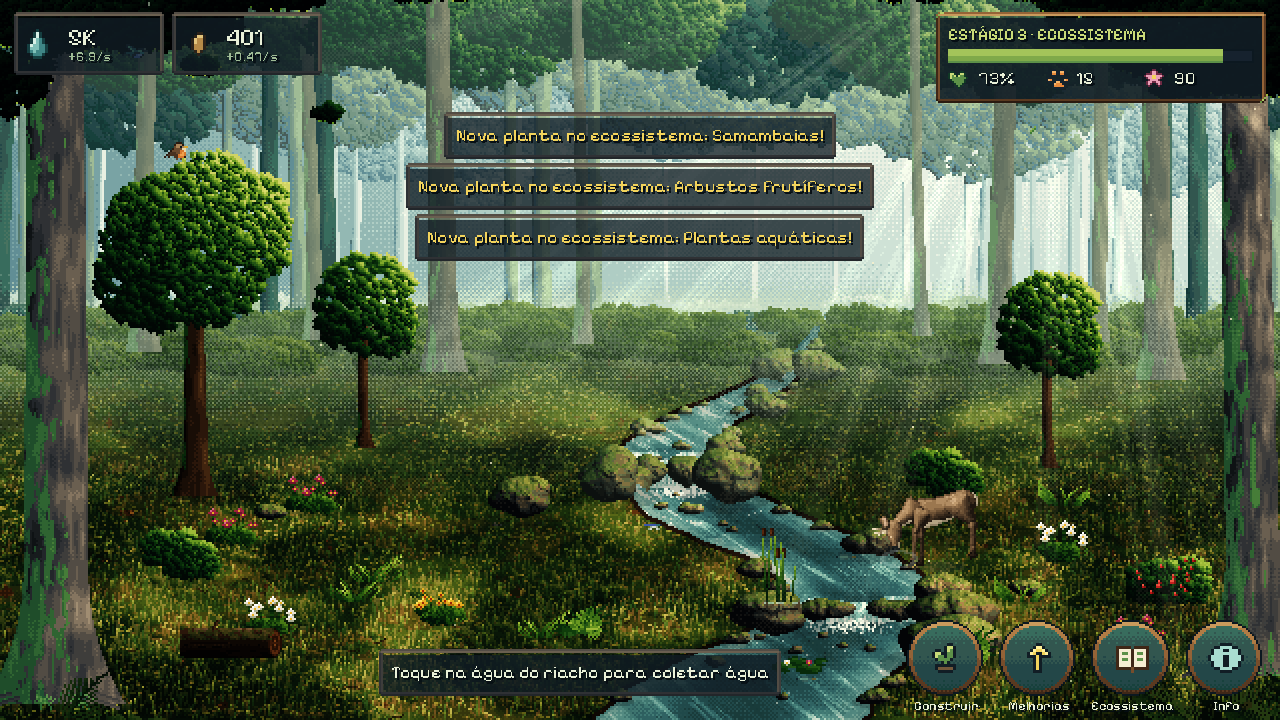 9K
+6.9/s
401
+0.47/s
ESTÁGIO 3 · ECOSSISTEMA
73%
19
90
Nova planta no ecossistema: Samambaias!
Nova planta no ecossistema: Arbustos frutíferos!
Nova planta no ecossistema: Plantas aquáticas!
Toque na água do riacho para coletar água
Construir
Melhorias
Ecossistema
Info